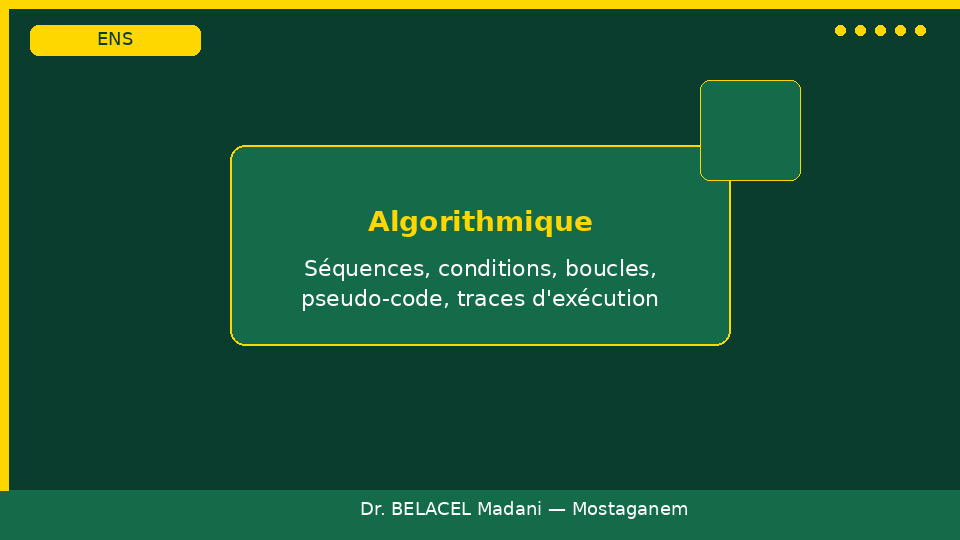 ENS
Algorithmique
Séquences, conditions, boucles,
pseudo-code, traces d'exécution
Dr. BELACEL Madani — Mostaganem